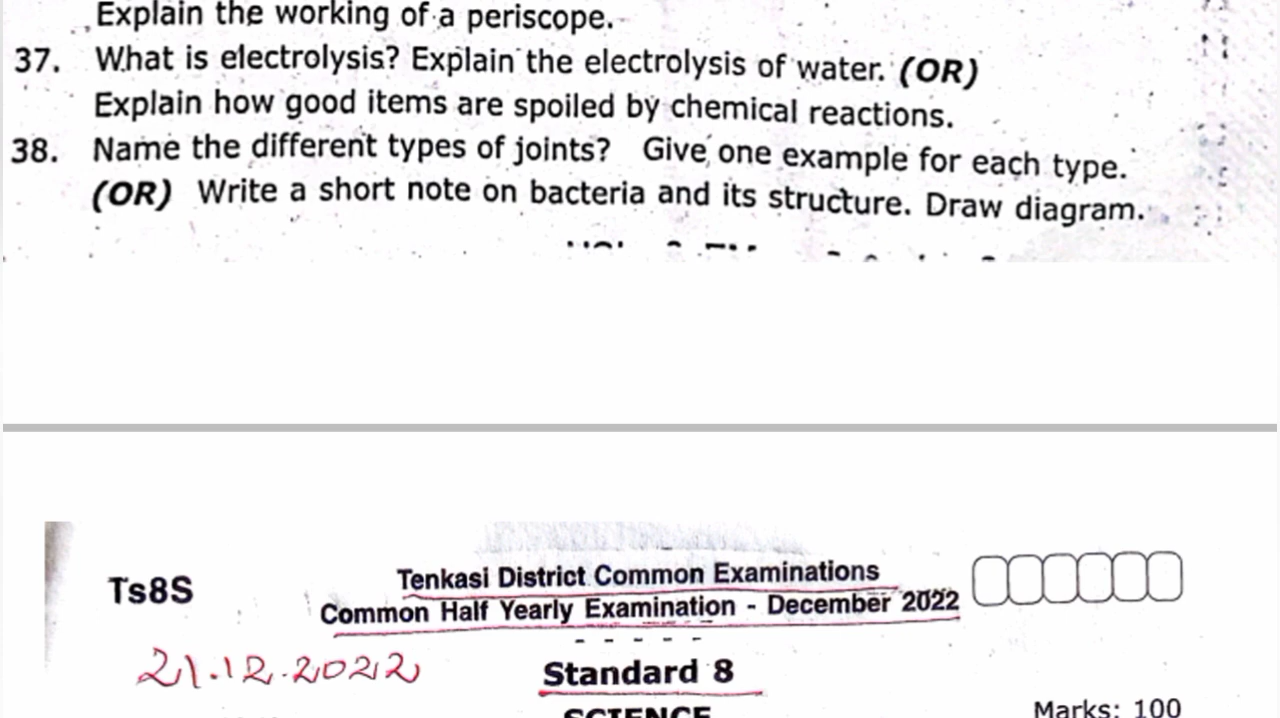 Explain the working of a periscope.
37. What is electrolysis? Explain the electrolysis of water. (OR)
Explain how good items are spoiled by chemical reactions.
38. Name the different types of joints? Give one example for each type.
(OR) Write a short note on bacteria and its structure. Draw diagram.
Ts8S
Tenkasi District Common Examinations
Common Half Yearly Examination - December 2022
21.12.2022
Standard 8
SCIENCE
Marks: 100